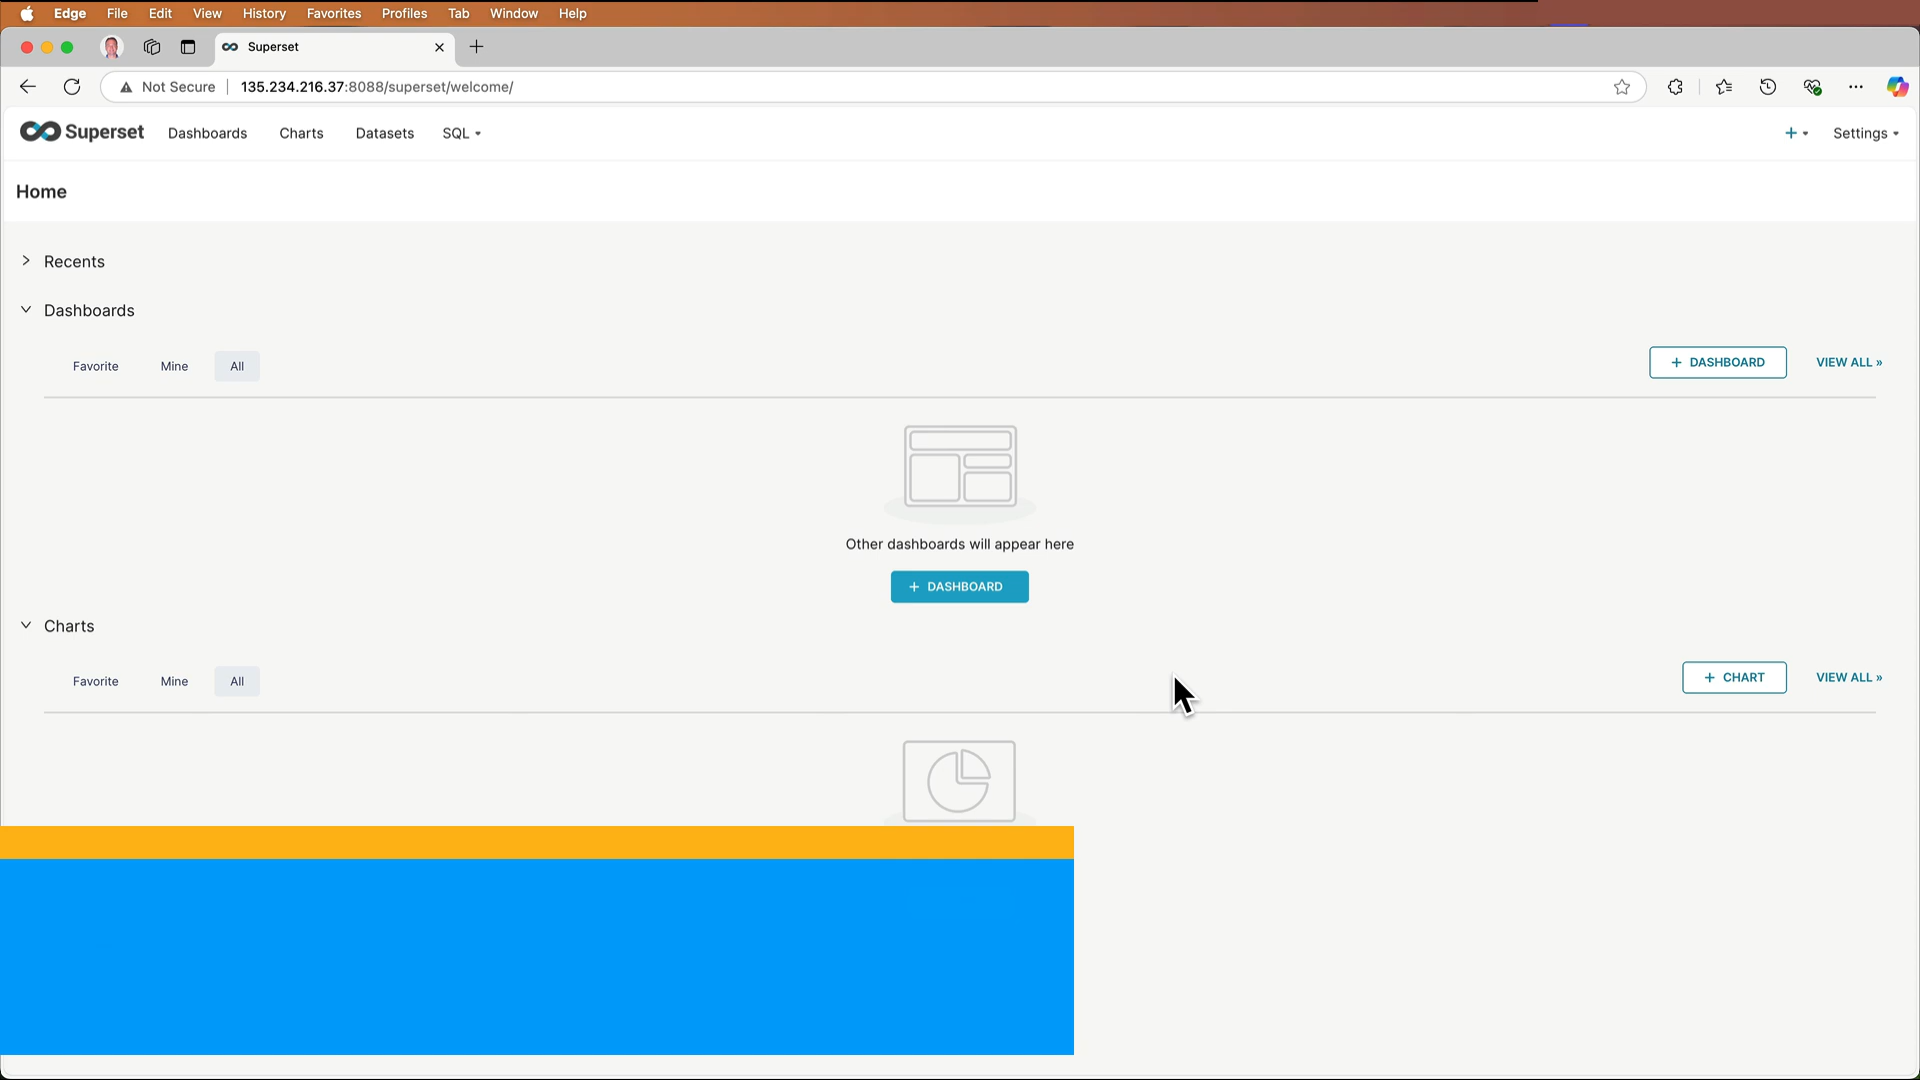 Edge File Edit View History Favorites Profiles Tab Window Help
Superset
Not Secure 135.234.216.37:8088/superset/welcome/
Superset Dashboards Charts Datasets SQL + Settings
Home
Recents
Dashboards
Favorite Mine All + DASHBOARD VIEW ALL »
Other dashboards will appear here
+ DASHBOARD
Charts
Favorite Mine All + CHART VIEW ALL »